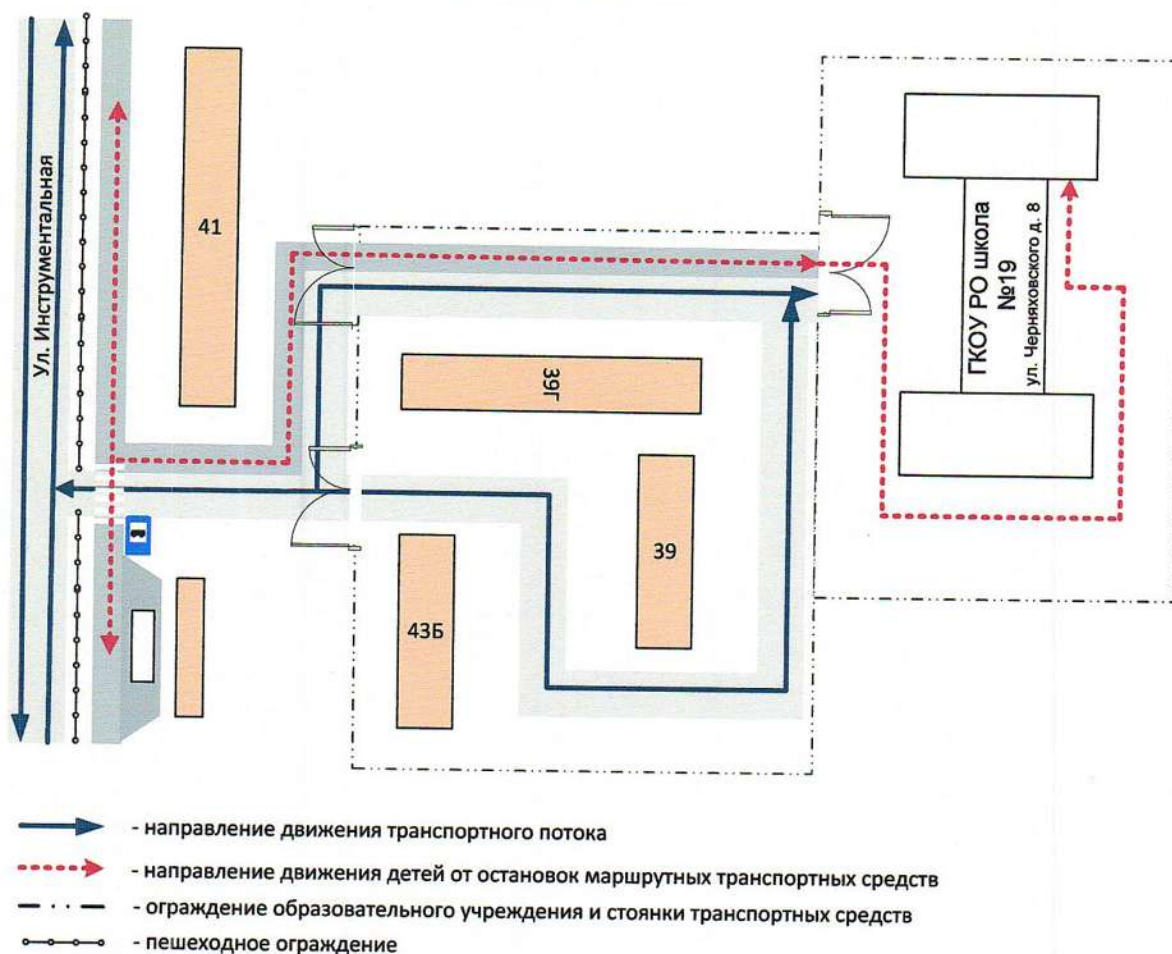 Ул. Инструментальная
41
39Г
39
43Б
ГКОУ РО школа
№19
ул. Черняховского д. 8
- направление движения транспортного потока
- направление движения детей от остановок маршрутных транспортных средств
- ограждение образовательного учреждения и стоянки транспортных средств
- пешеходное ограждение